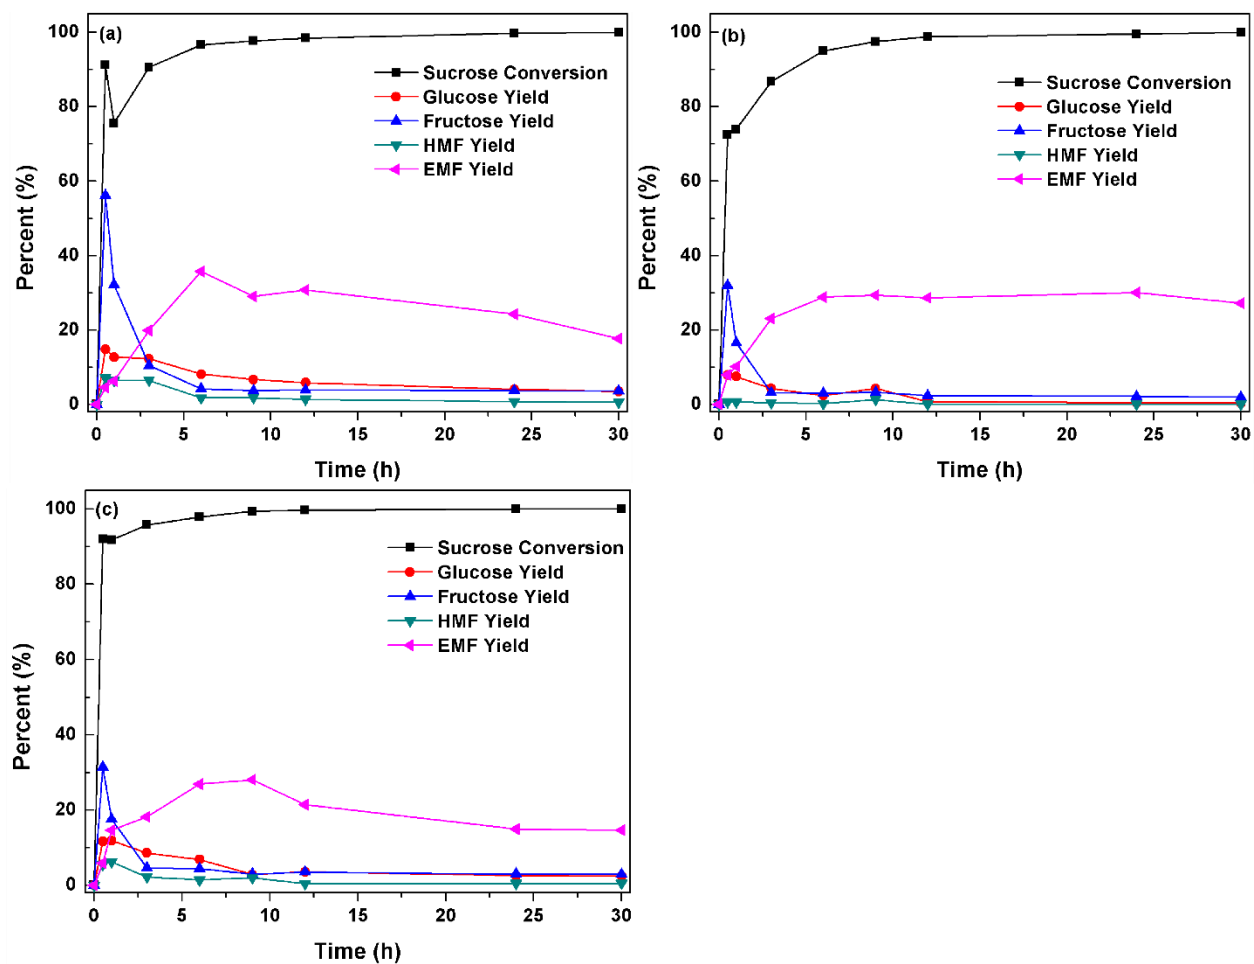 (a)
100
80
60
40
20
0
Percent (%)
Sucrose Conversion
Glucose Yield
Fructose Yield
HMF Yield
EMF Yield
0 5 10 15 20 25 30
Time (h)
(b)
100
80
60
40
20
0
Percent (%)
Sucrose Conversion
Glucose Yield
Fructose Yield
HMF Yield
EMF Yield
0 5 10 15 20 25 30
Time (h)
(c)
100
80
60
40
20
0
Percent (%)
Sucrose Conversion
Glucose Yield
Fructose Yield
HMF Yield
EMF Yield
0 5 10 15 20 25 30
Time (h)